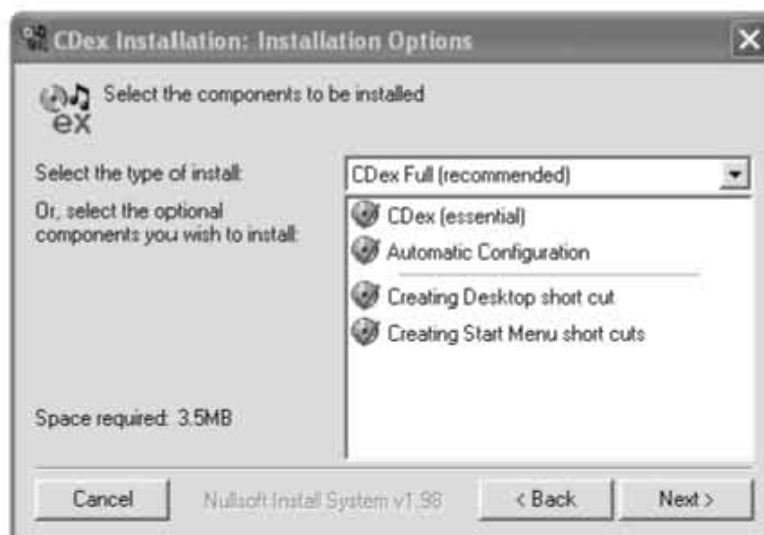 CDex Installation: Installation Options
ex
Select the components to be installed
Select the type of install:
CDex Full (recommended)
Or, select the optional
components you wish to install:
CDex (essential)
Automatic Configuration
Creating Desktop short cut
Creating Start Menu short cuts
Space required: 3.5MB
Cancel
Nullsoft Install System v1.98
< Back
Next >